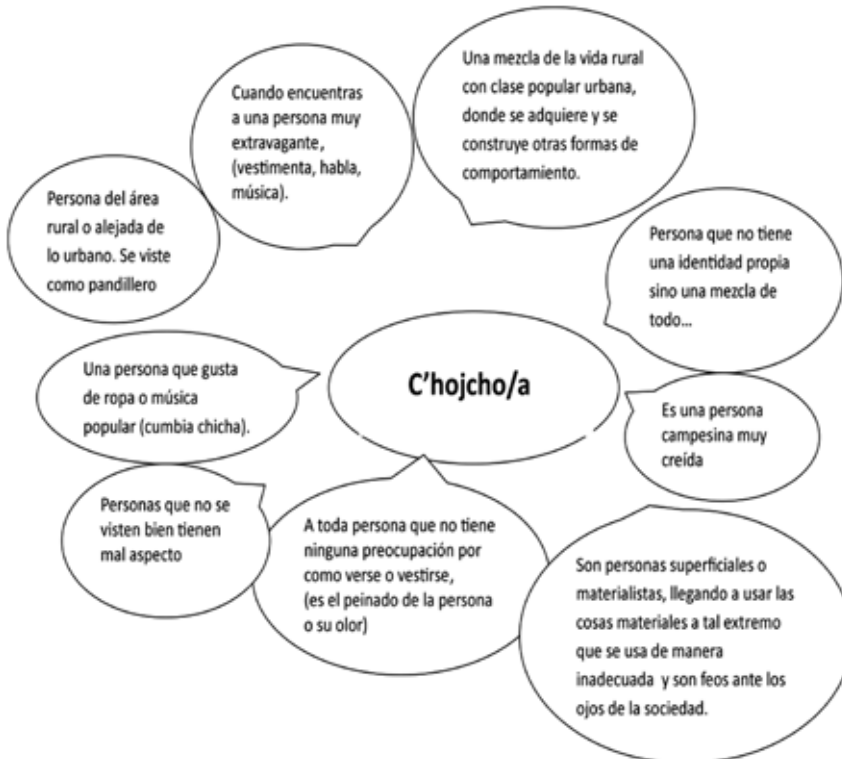 Una mezcla de la vida rural
con clase popular urbana,
donde se adquiere y se
construye otras formas de
comportamiento.
Cuando encuentras
a una persona muy
extravagante,
(vestimenta, habla,
música).
Persona del área
rural o alejada de
lo urbano. Se viste
como pandillero
Persona que no tiene
una identidad propia
sino una mezcla de
todo...
Una persona que gusta
de ropa o música
popular (cumbia chicha).
C'hojcho/a
Es una persona
campesina muy
creída
Personas que no se
visten bien tienen
mal aspecto
A toda persona que no tiene
ninguna preocupación por
como verse o vestirse,
(es el peinado de la persona
o su olor)
Son personas superficiales o
materialistas, llegando a usar las
cosas materiales a tal extremo
que se usa de manera
inadecuada y son feos ante los
ojos de la sociedad.